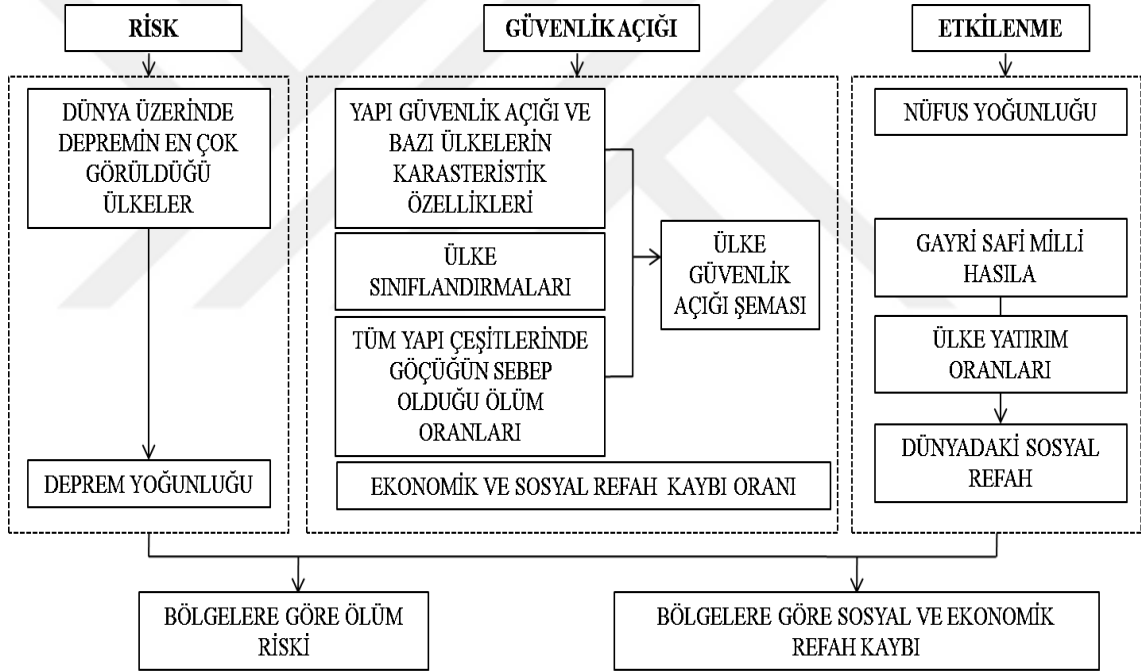 RİSK
DÜNYA ÜZERİNDE
DEPREMİN EN ÇOK
GÖRÜLDÜĞÜ
ÜLKELER
DEPREM YOĞUNLUĞU
GÜVENLİK AÇIĞI
YAPI GÜVENLİK AÇIĞI VE
BAZI ÜLKELERİN
KARASTERİSTİK
ÖZELLİKLERİ
ÜLKE
SINIFLANDIRMALARI
TÜM YAPI ÇEŞİTLERİNDE
GÖÇÜĞÜN SEBEP
OLDUĞU ÖLÜM
ORANLARI
ÜLKE
GÜVENLİK
AÇIĞI ŞEMASI
EKONOMİK VE SOSYAL REFAH KAYBI ORANI
ETKİLENME
NÜFUS YOĞUNLUĞU
GAYRİ SAFİ MİLLİ
HASILA
ÜLKE YATIRIM
ORANLARI
DÜNYADAKİ SOSYAL
REFAH
BÖLGELERE GÖRE ÖLÜM
RİSKİ
BÖLGELERE GÖRE SOSYAL VE EKONOMİK
REFAH KAYBI